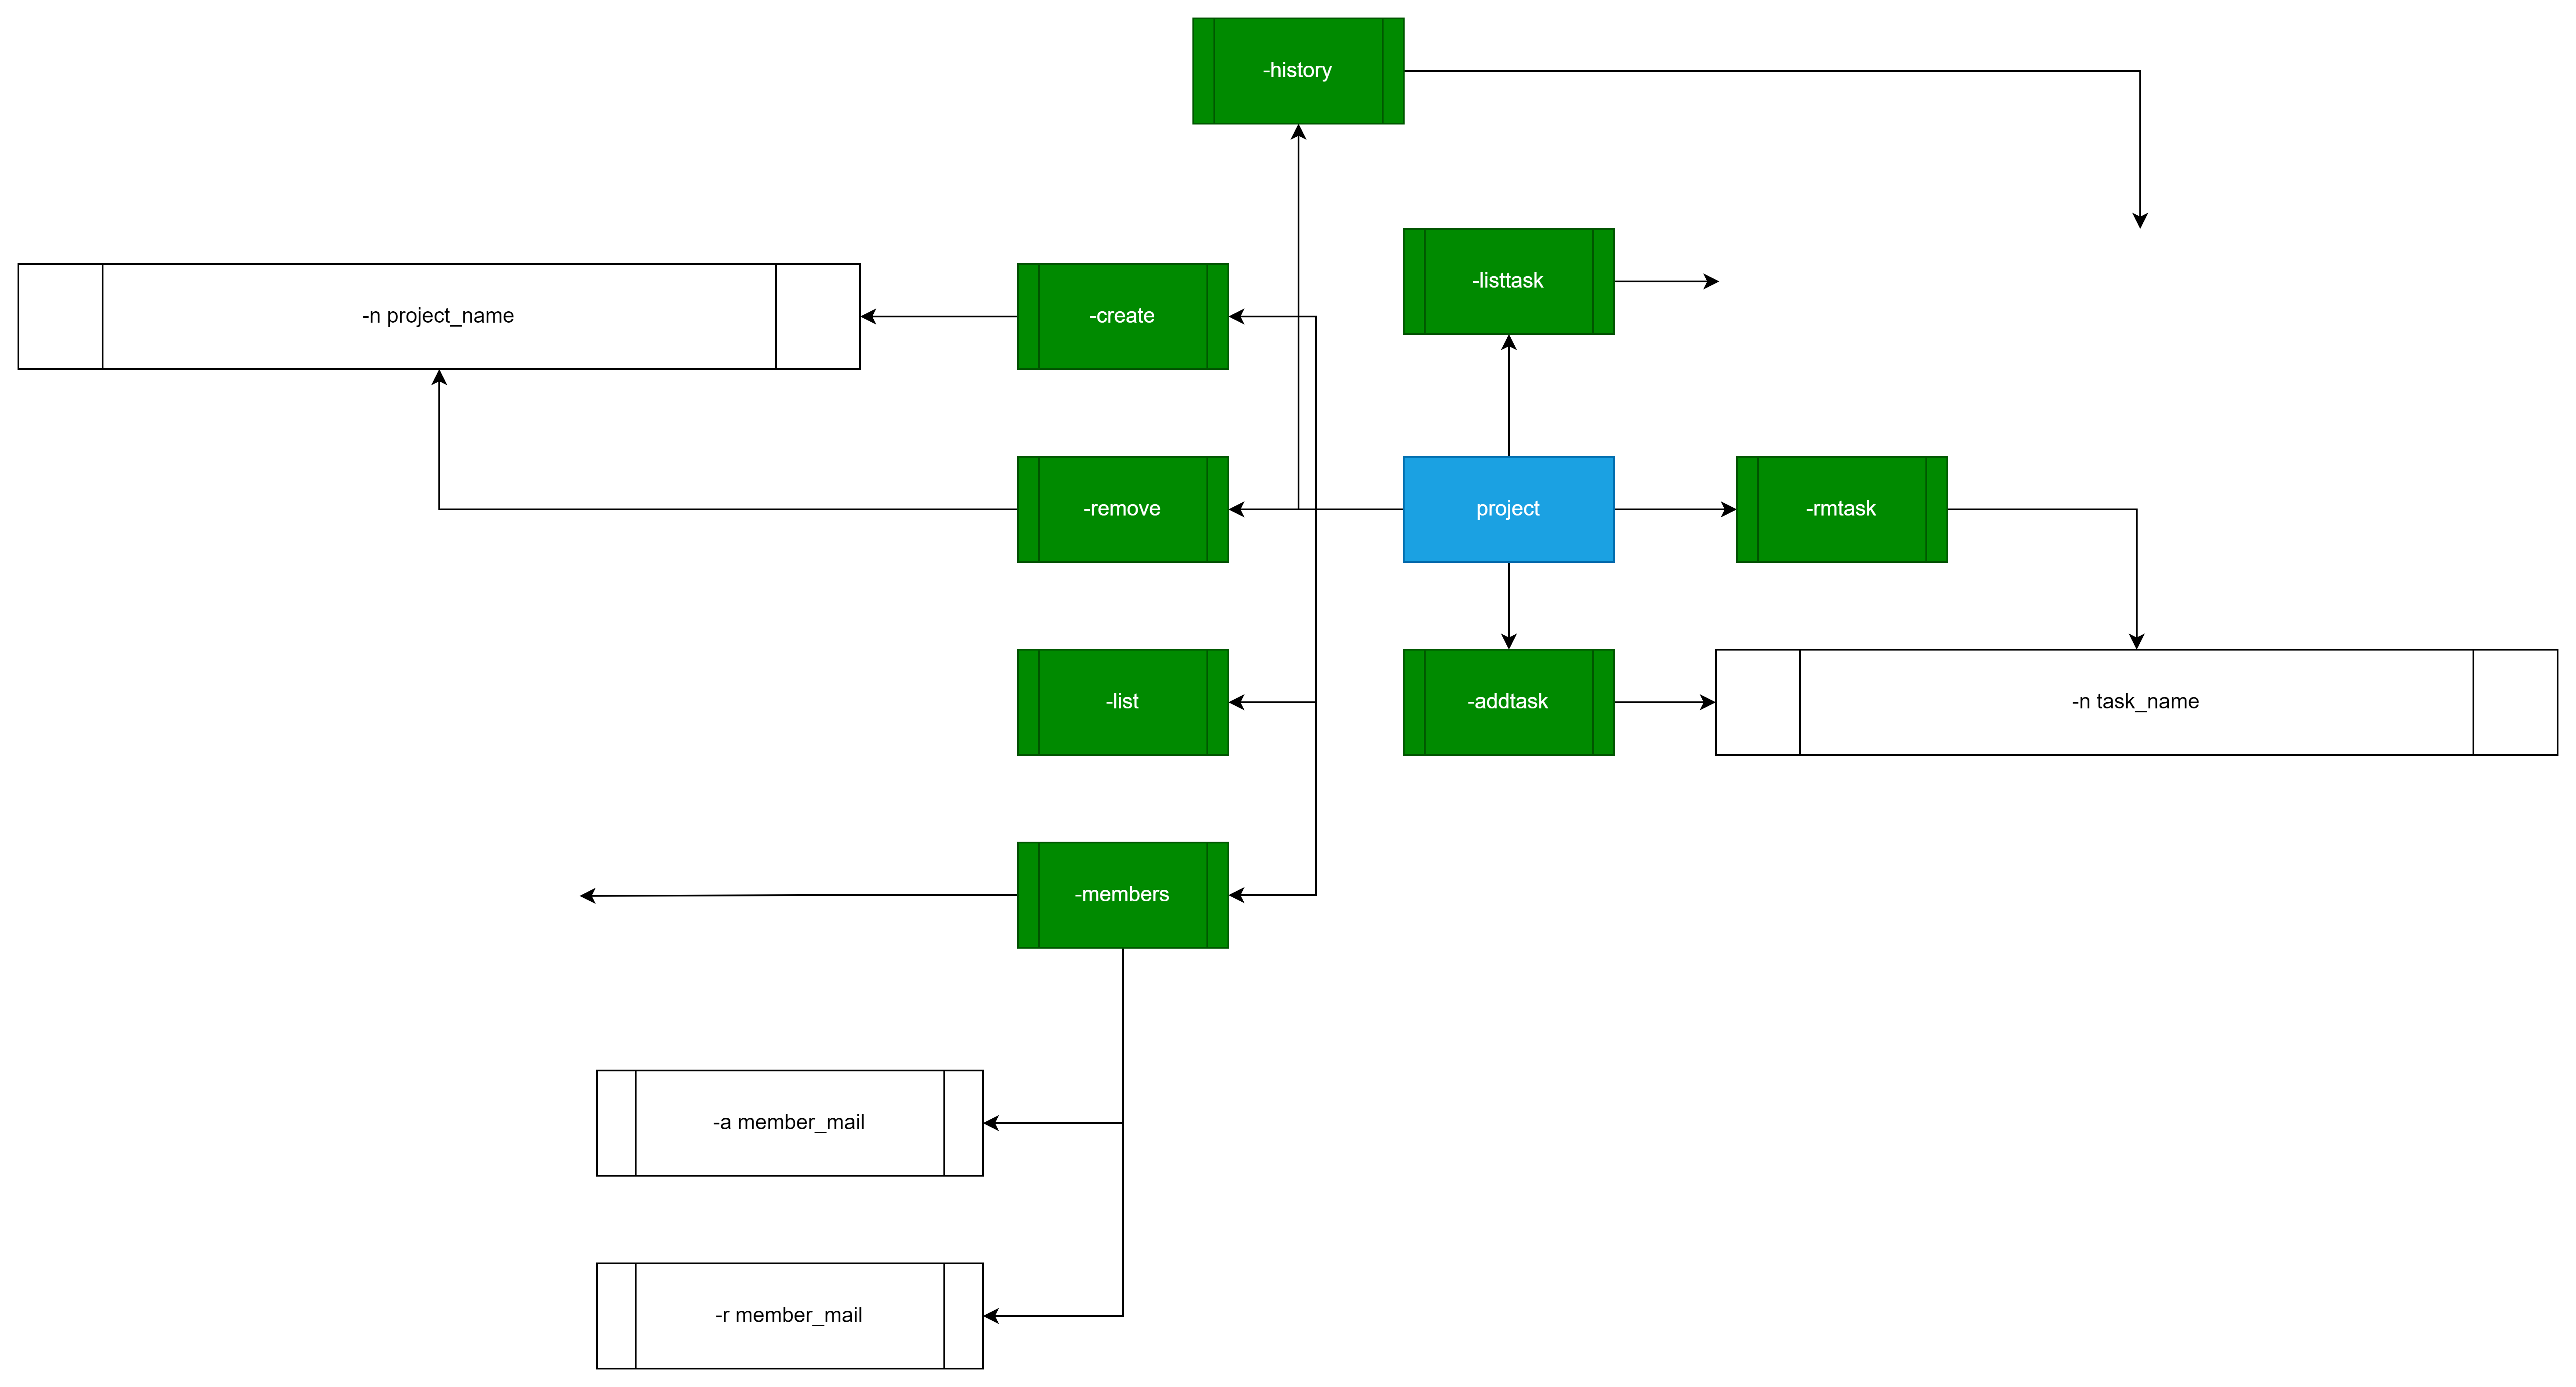 -history
-listtask
-n project_name
-create
-remove
project
-rmtask
-list
-addtask
-n task_name
-members
-a member_mail
-r member_mail